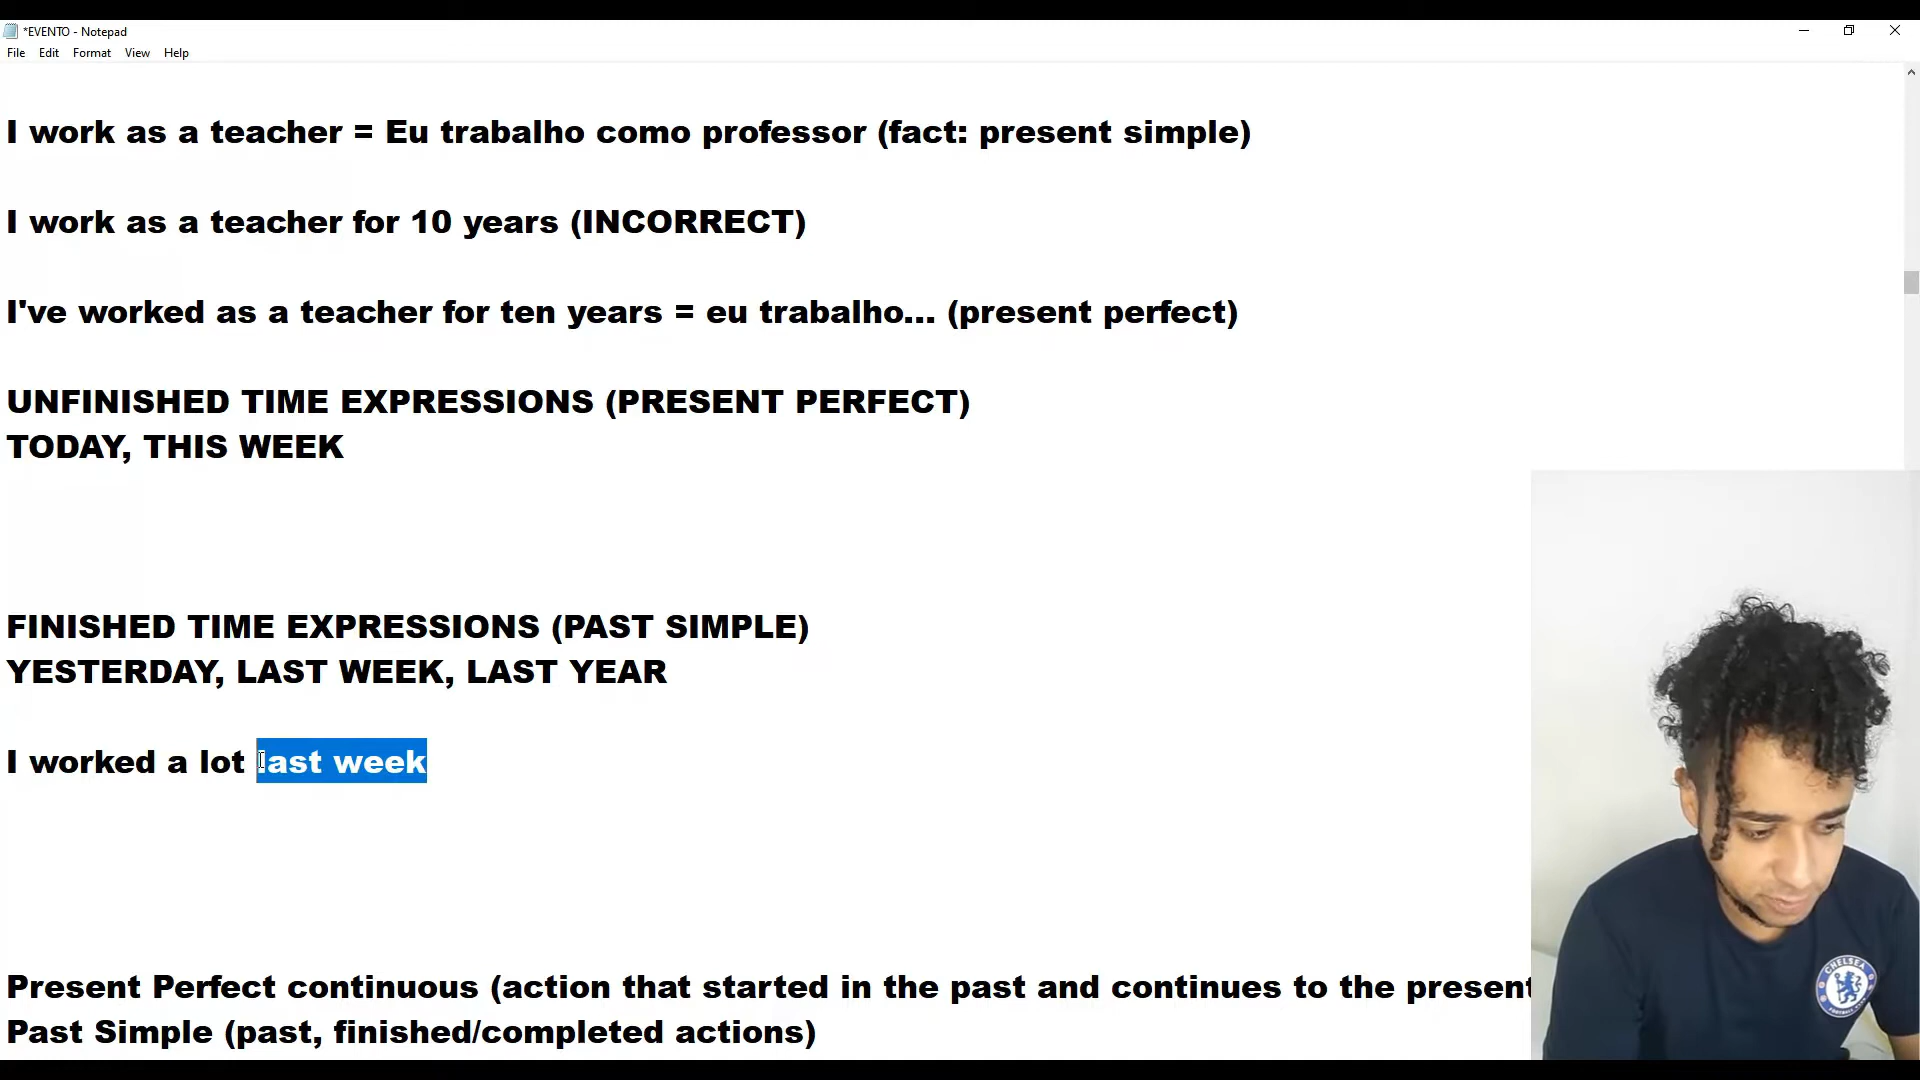 *EVENTO - Notepad
File Edit Format View Help
I work as a teacher = Eu trabalho como professor (fact: present simple)
I work as a teacher for 10 years (INCORRECT)
I've worked as a teacher for ten years = eu trabalho... (present perfect)
UNFINISHED TIME EXPRESSIONS (PRESENT PERFECT)
TODAY, THIS WEEK
FINISHED TIME EXPRESSIONS (PAST SIMPLE)
YESTERDAY, LAST WEEK, LAST YEAR
I worked a lot last week
Present Perfect continuous (action that started in the past and continues to the present
Past Simple (past, finished/completed actions)
CHELSEA
FOOTBALL CLUB